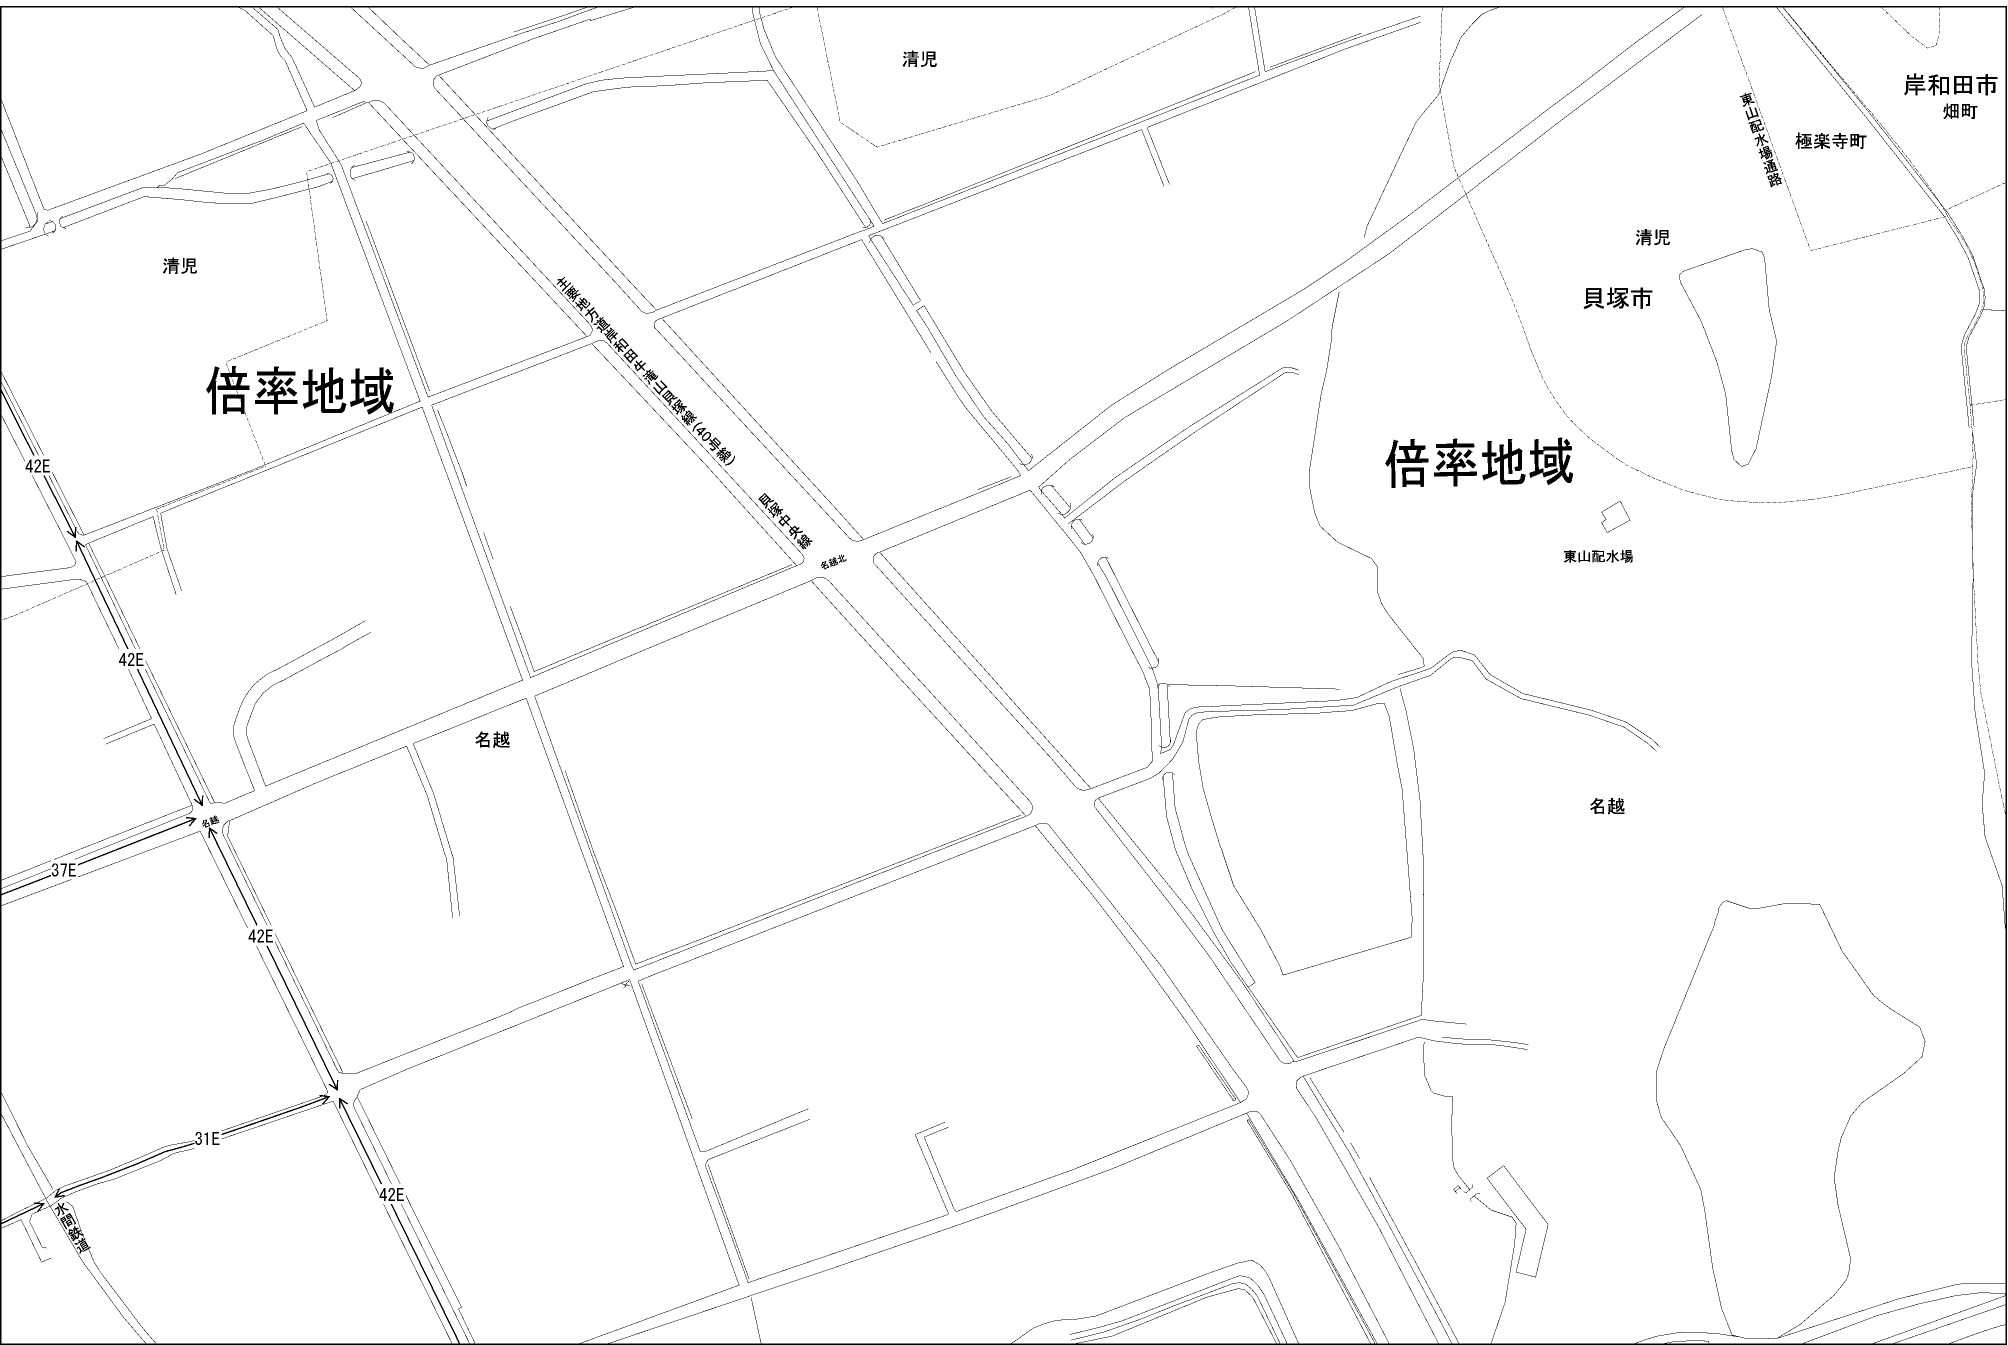 清児
岸和田市
畑町
極楽寺町
東山配水場通路
清児
貝塚市
清児
倍率地域
主要地方道岸和田牛滝山貝塚線(40号線)
貝塚中央線
名越北
倍率地域
東山配水場
42E
42E
名越
名越
名越
37E
42E
31E
42E
水間鉄道